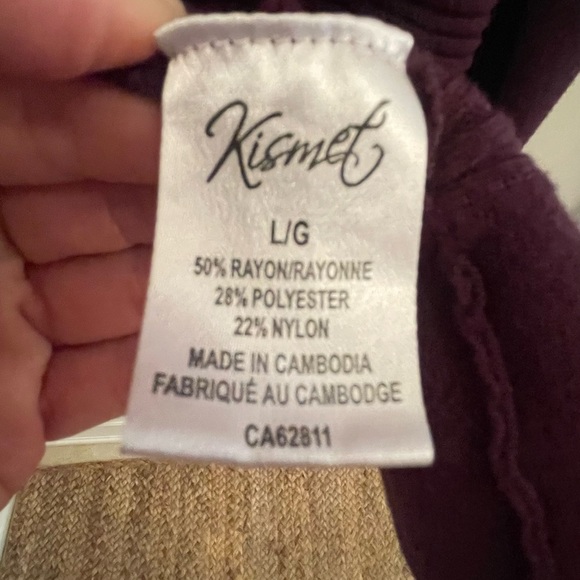 Kismet
L/G
50% RAYON/RAYONNE
28% POLYESTER
22% NYLON
MADE IN CAMBODIA
FABRIQUÉ AU CAMBODGE
CA62811